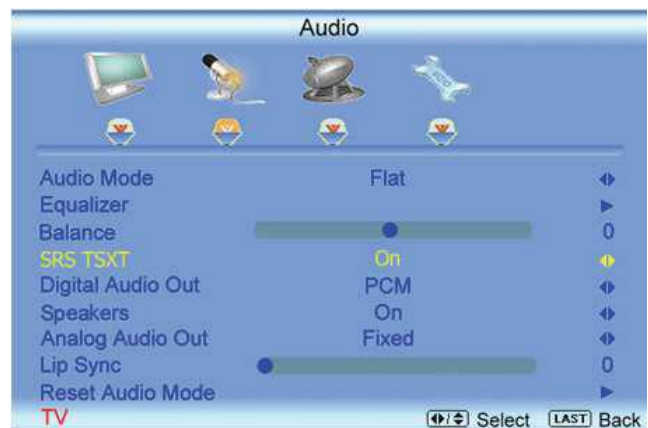 Audio
Audio Mode Flat
Equalizer
Balance 0
SRS TSXT On
Digital Audio Out PCM
Speakers On
Analog Audio Out Fixed
Lip Sync 0
Reset Audio Mode
TV Select LAST Back